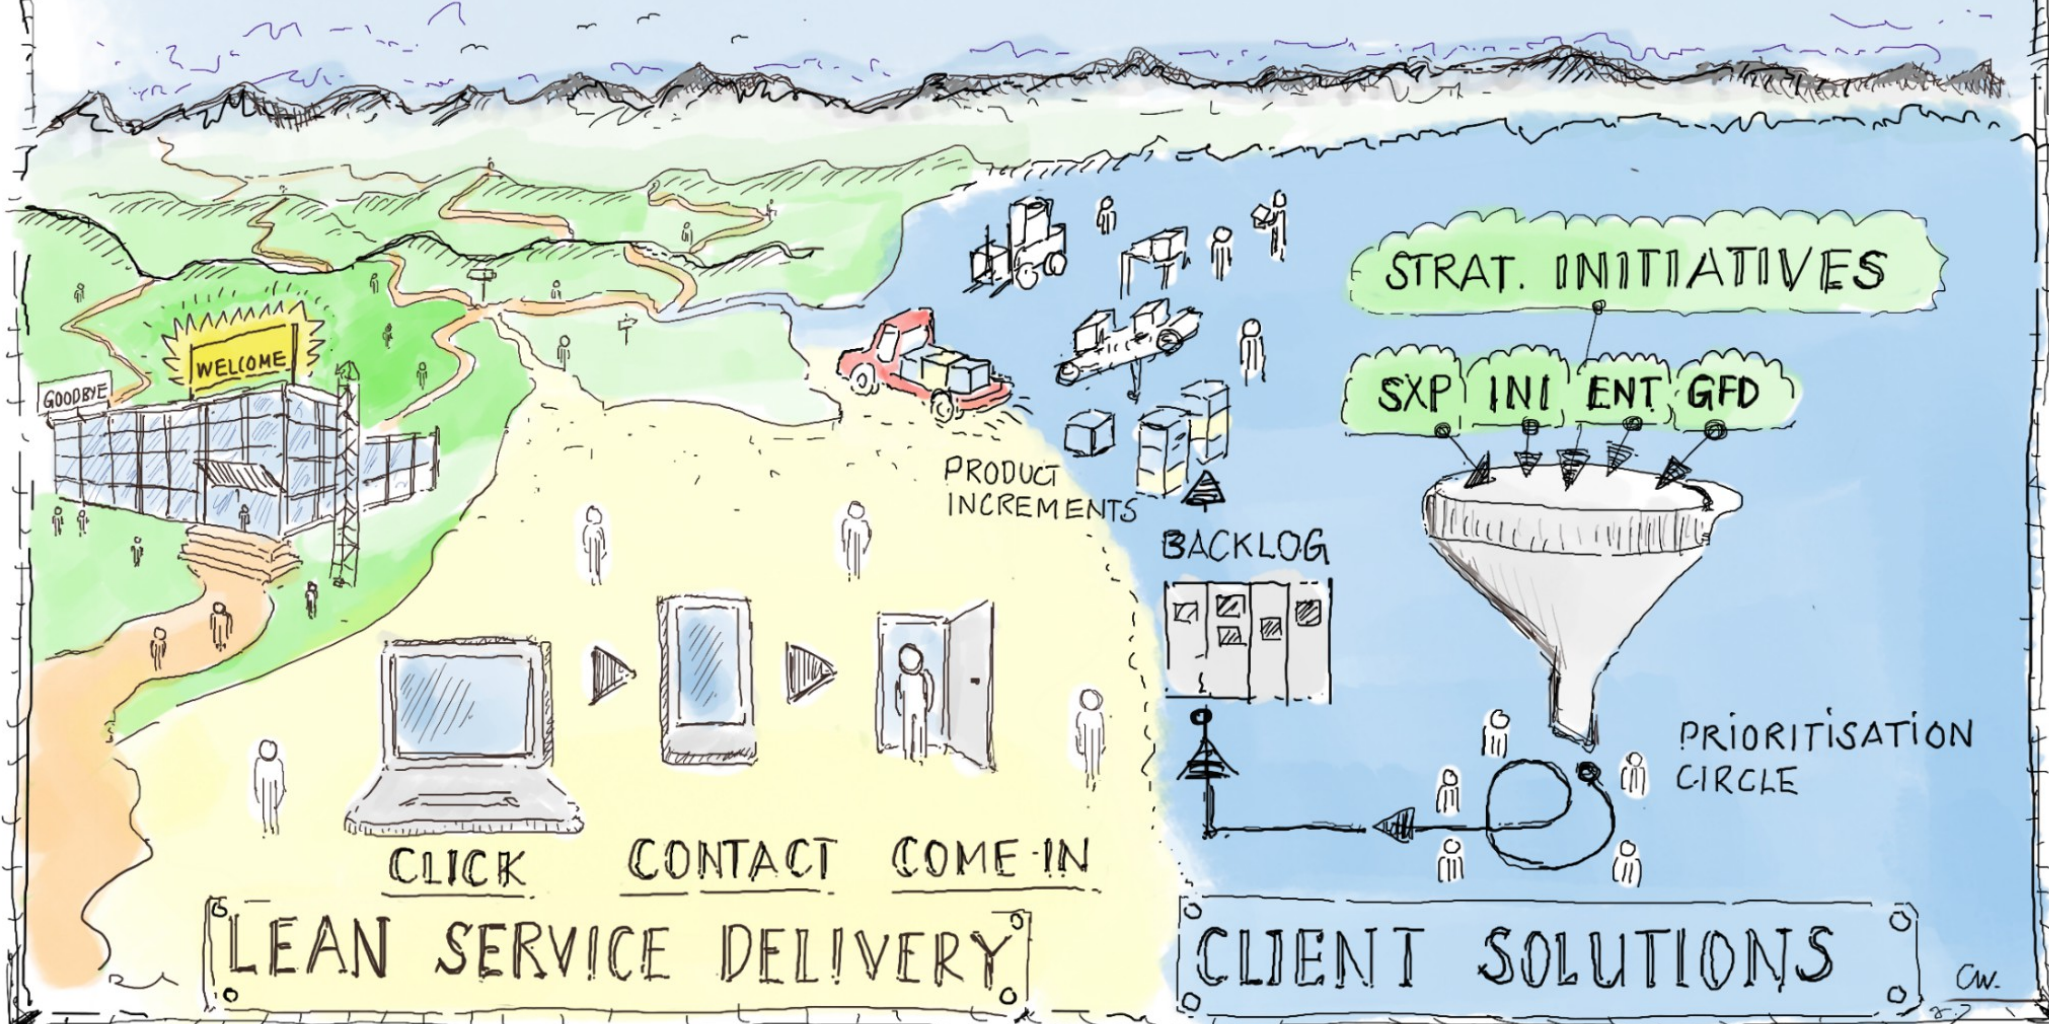 STRAT. INITIATIVES
SXP INI ENT GFD
WELCOME
GOODBYE
PRODUCT
INCREMENTS
BACKLOG
PRIORITISATION
CIRCLE
CLICK
CONTACT
COME-IN
LEAN SERVICE DELIVERY
CLIENT SOLUTIONS
CW.